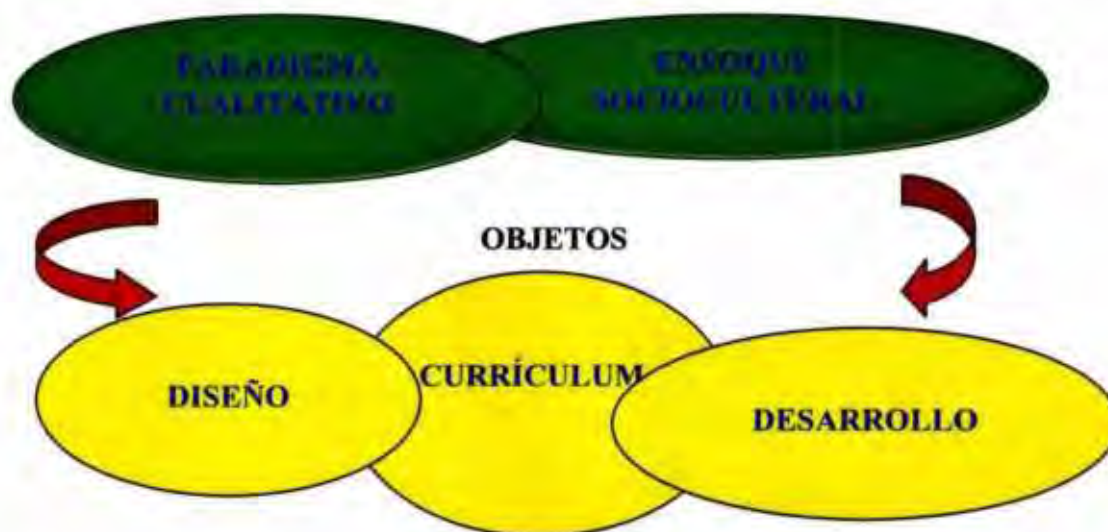 PARADIGMA
CUALITATIVO
ENFOQUE
SOCIOCULTURAL
OBJETOS
DISEÑO
CURRÍCULUM
DESARROLLO